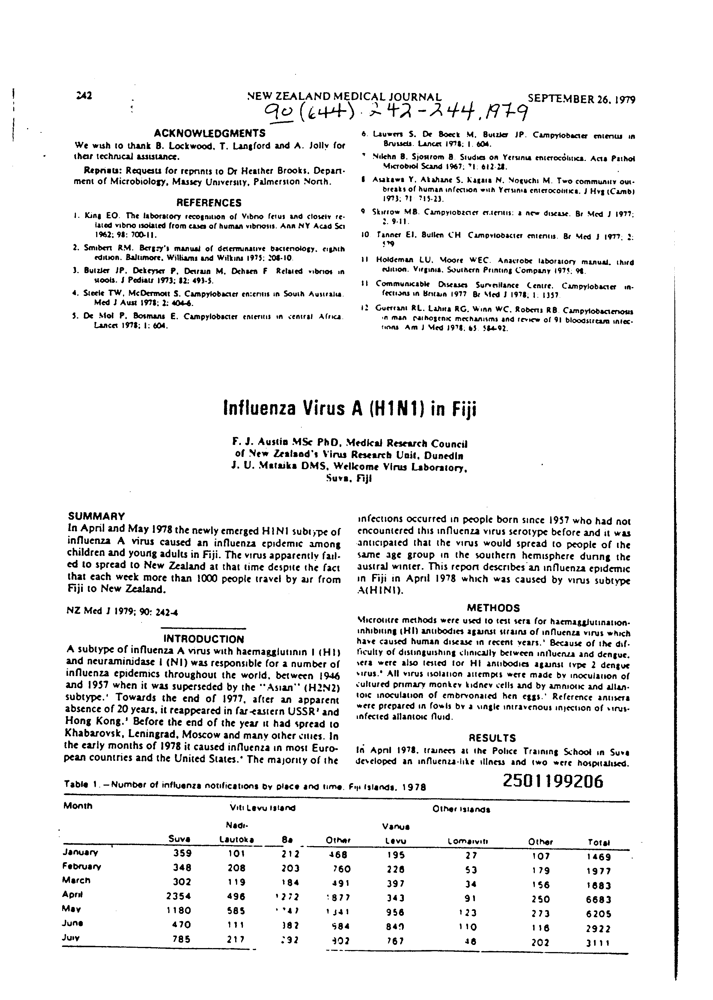 242
NEW ZEALAND MEDICAL JOURNAL
SEPTEMBER 26, 1979
90 (644). 242-244, 1979
ACKNOWLEDGMENTS
We wish to thank B. Lockwood, T. Langford and A. Jolly for
their technical assistance.
Reprints: Requests for reprints to Dr Heather Brooks, Depart-
ment of Microbiology, Massey University, Palmerston North.
REFERENCES
1. King EO. The laboratory recognition of Vibrio fetus and closely re-
lated vibrio isolated from cases of human vibriosis. Ann NY Acad Sci
1962; 98: 700-11.
2. Smibert RM. Bergey's manual of determinative bacteriology, eighth
edition. Baltimore, Williams and Wilkins 1975: 208-10.
3. Butzler JP, Dekeyser P, Detrain M, Dehaen F. Related vibrios in
stools. J Pediatr 1973; 82: 493-5.
4. Steele TW, McDermott S. Campylobacter enteritis in South Australia.
Med J Aust 1978; 2: 404-6.
5. De Mol P, Bosmans E. Campylobacter enteritis in central Africa.
Lancet 1978; 1: 604.
6. Lauwers S, De Boeck M, Butzler JP. Campylobacter enteritis in
Brussels. Lancet 1978; 1. 604.
7 Nilehn B, Sjostrom B. Studies on Yersinia enterocolitica. Acta Pathol
Microbiol Scand 1967; 71. 612-28.
8 Asakawa Y, Akahane S, Kagata N, Noguchi M. Two community out-
breaks of human infection with Yersinia enterocolitica. J Hyg (Camb)
1973; 71 715-23.
9 Skirrow MB. Campylobacter enteritis: a new disease. Br Med J 1977;
2. 9-11.
10 Tanner EI, Bullen CH Campylobacter enteritis. Br Med J 1977, 2:
579
11 Holdeman LU, Moore WEC. Anaerobe laboratory manual, third
edition. Virginia, Southern Printing Company 1975; 98.
11 Communicable Diseases Surveillance Centre. Campylobacter in-
fections in Britain 1977 Br Med J 1978, 1. 1357
12 Guerrant RL, Lahita RG, Winn WC, Roberts RB. Campylobacteriosis
in man pathogenic mechanisms and review of 91 bloodstream infec-
tions Am J Med 1978, 65. 584-92.
Influenza Virus A (H1N1) in Fiji
F. J. Austin MSc PhD, Medical Research Council
of New Zealand's Virus Research Unit, Dunedin
J. U. Mataika DMS, Wellcome Virus Laboratory,
Suva, Fiji
SUMMARY
In April and May 1978 the newly emerged H1N1 subtype of
influenza A virus caused an influenza epidemic among
children and young adults in Fiji. The virus apparently fail-
ed to spread to New Zealand at that time despite the fact
that each week more than 1000 people travel by air from
Fiji to New Zealand.
NZ Med J 1979; 90: 242-4
INTRODUCTION
A subtype of influenza A virus with haemagglutinin 1 (H1)
and neuraminidase 1 (N1) was responsible for a number of
influenza epidemics throughout the world, between 1946
and 1957 when it was superseded by the "Asian" (H2N2)
subtype.¹ Towards the end of 1977, after an apparent
absence of 20 years, it reappeared in far-eastern USSR² and
Hong Kong.³ Before the end of the year it had spread to
Khabarovsk, Leningrad, Moscow and many other cities. In
the early months of 1978 it caused influenza in most Euro-
pean countries and the United States.⁴ The majority of the
infections occurred in people born since 1957 who had not
encountered this influenza virus serotype before and it was
anticipated that the virus would spread to people of the
same age group in the southern hemisphere during the
austral winter. This report describes an influenza epidemic
in Fiji in April 1978 which was caused by virus subtype
A(H1N1).
METHODS
Microtitre methods were used to test sera for haemagglutination-
inhibiting (HI) antibodies against strains of influenza virus which
have caused human disease in recent years. Because of the dif-
ficulty of distinguishing clinically between influenza and dengue,
sera were also tested for HI antibodies against type 2 dengue
virus. All virus isolation attempts were made by inoculation of
cultured primary monkey kidney cells and by amniotic and allan-
toic inoculation of embryonated hen eggs. Reference antisera
were prepared in fowls by a single intravenous injection of virus-
infected allantoic fluid.
RESULTS
In April 1978, trainees at the Police Training School in Suva
developed an influenza-like illness and two were hospitalised.
2501199206
Table 1.—Number of influenza notifications by place and time. Fiji Islands, 1978
Month Viti Levu Island Other Islands
Nadi- Vanua
Suva Lautoka Ba Other Levu Lomaiviti Other Total
January 359 101 212 468 195 27 107 1469
February 348 208 203 760 226 53 179 1977
March 302 119 184 491 397 34 156 1683
April 2354 496 1272 1877 343 91 250 6683
May 1180 585 1341 956 123 273 6205
June 470 111 382 584 849 110 116 2922
July 785 217 902 767 46 202 3111